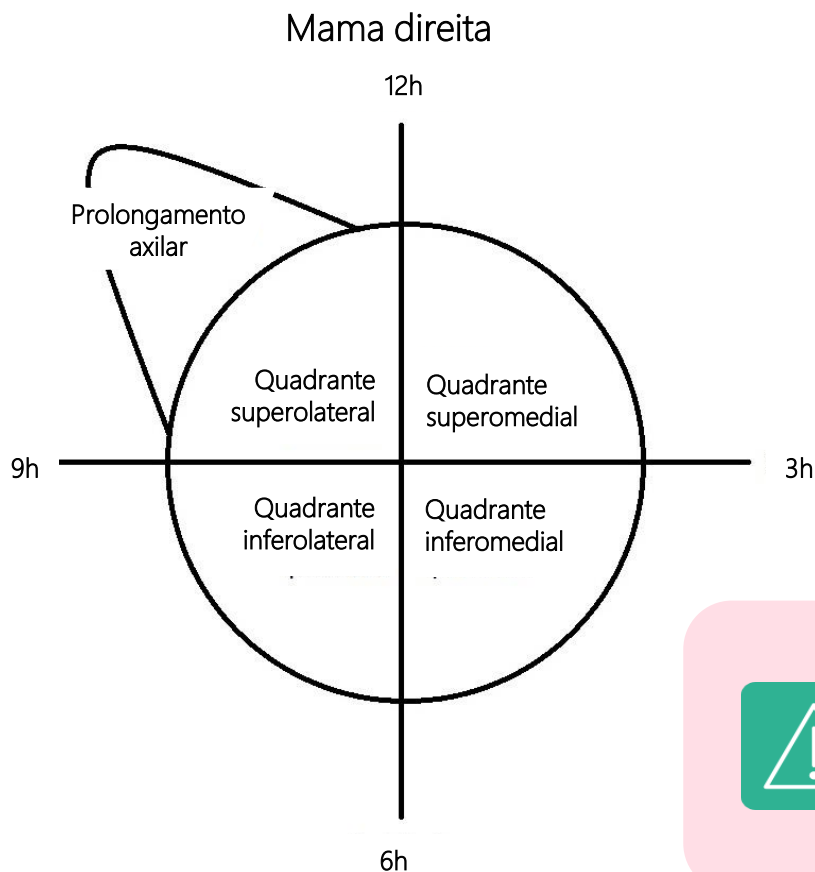 Mama direita
12h
Prolongamento
axilar
Quadrante
superolateral
Quadrante
superomedial
9h
3h
Quadrante
inferolateral
Quadrante
inferomedial
6h